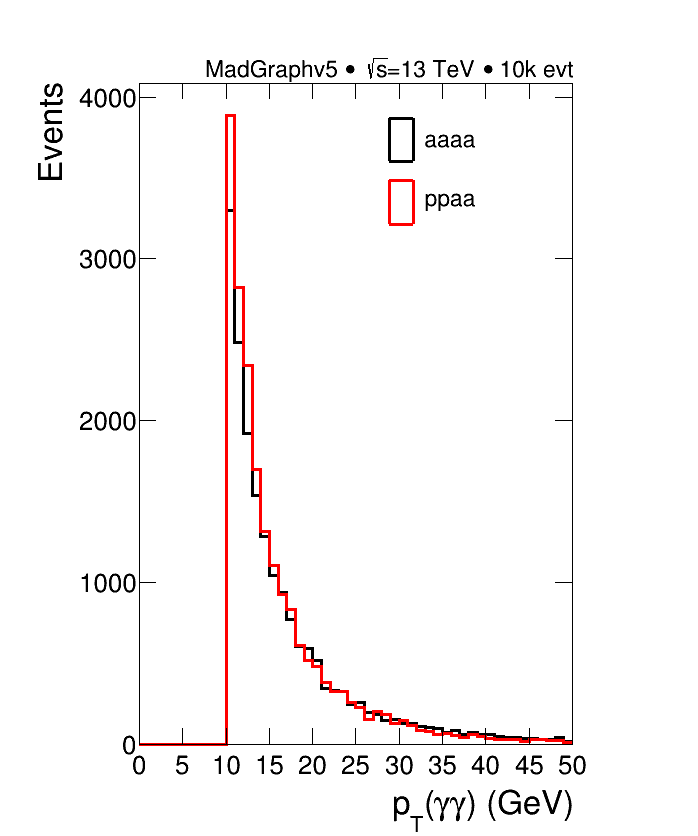 MadGraphv5 • √s=13 TeV • 10k evt
Events
4000
3000
2000
1000
0
aaaa
ppaa
0 5 10 15 20 25 30 35 40 45 50
p_T(γγ) (GeV)